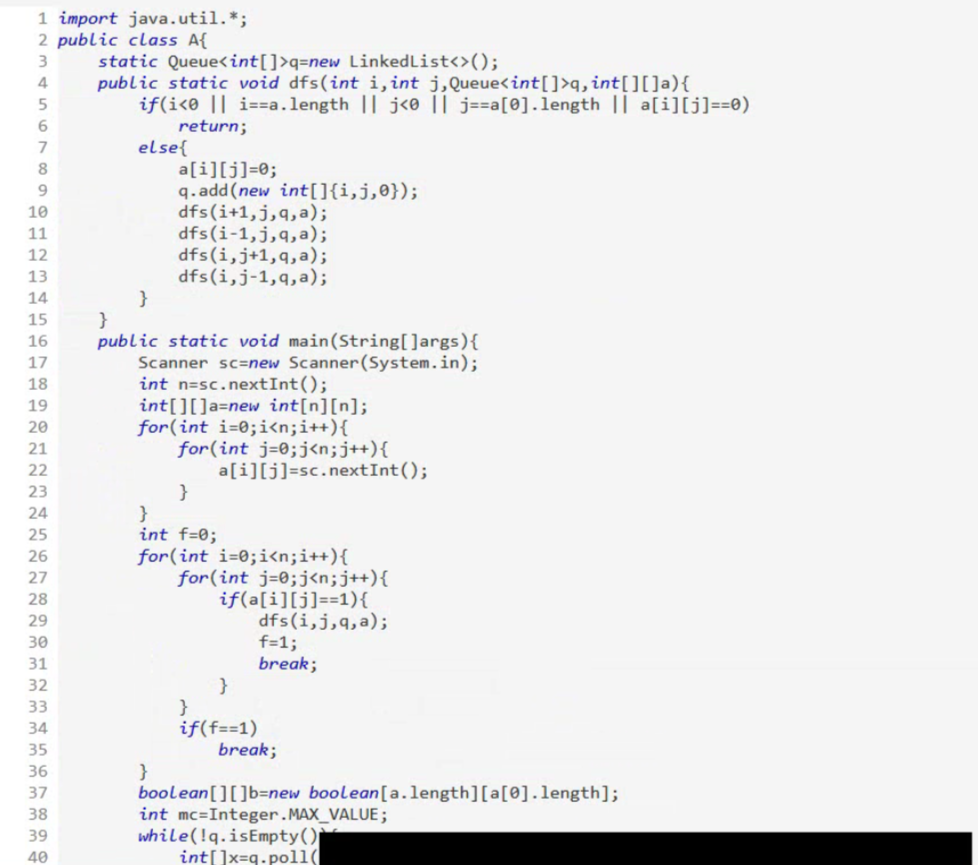 1 import java.util.*;
2 public class A{
3     static Queue<int[]>q=new LinkedList<>();
4     public static void dfs(int i,int j,Queue<int[]>q,int[][]a){
5         if(i<0 || i==a.length || j<0 || j==a[0].length || a[i][j]==0)
6             return;
7         else{
8             a[i][j]=0;
9             q.add(new int[]{i,j,0});
10             dfs(i+1,j,q,a);
11             dfs(i-1,j,q,a);
12             dfs(i,j+1,q,a);
13             dfs(i,j-1,q,a);
14         }
15     }
16     public static void main(String[]args){
17         Scanner sc=new Scanner(System.in);
18         int n=sc.nextInt();
19         int[][]a=new int[n][n];
20         for(int i=0;i<n;i++){
21             for(int j=0;j<n;j++){
22                 a[i][j]=sc.nextInt();
23             }
24         }
25         int f=0;
26         for(int i=0;i<n;i++){
27             for(int j=0;j<n;j++){
28                 if(a[i][j]==1){
29                     dfs(i,j,q,a);
30                     f=1;
31                     break;
32                 }
33             }
34             if(f==1)
35                 break;
36         }
37         boolean[][]b=new boolean[a.length][a[0].length];
38         int mc=Integer.MAX_VALUE;
39         while(!q.isEmpty()
40             int[]x=q.poll(